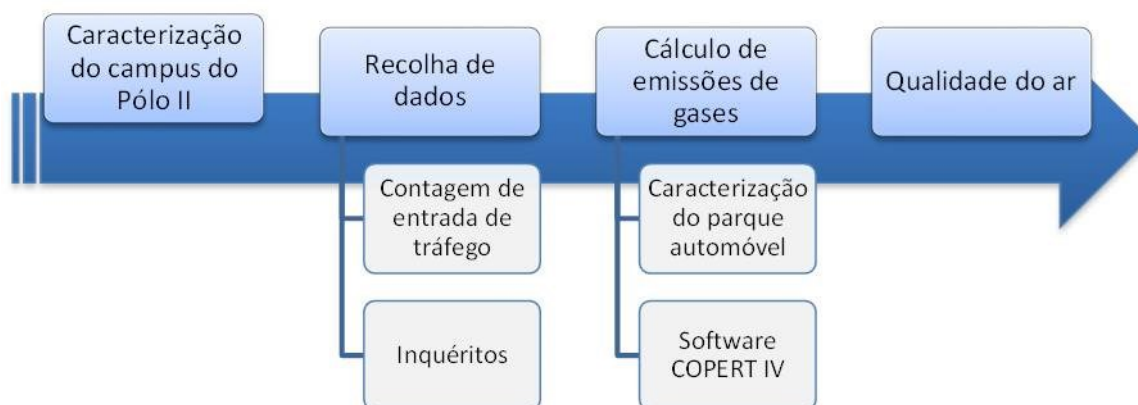 Caracterização
do campus do
Pólo II
Recolha de
dados
Contagem de
entrada de
tráfego
Inquéritos
Cálculo de
emissões de
gases
Caracterização
do parque
automóvel
Software
COPERT IV
Qualidade do ar